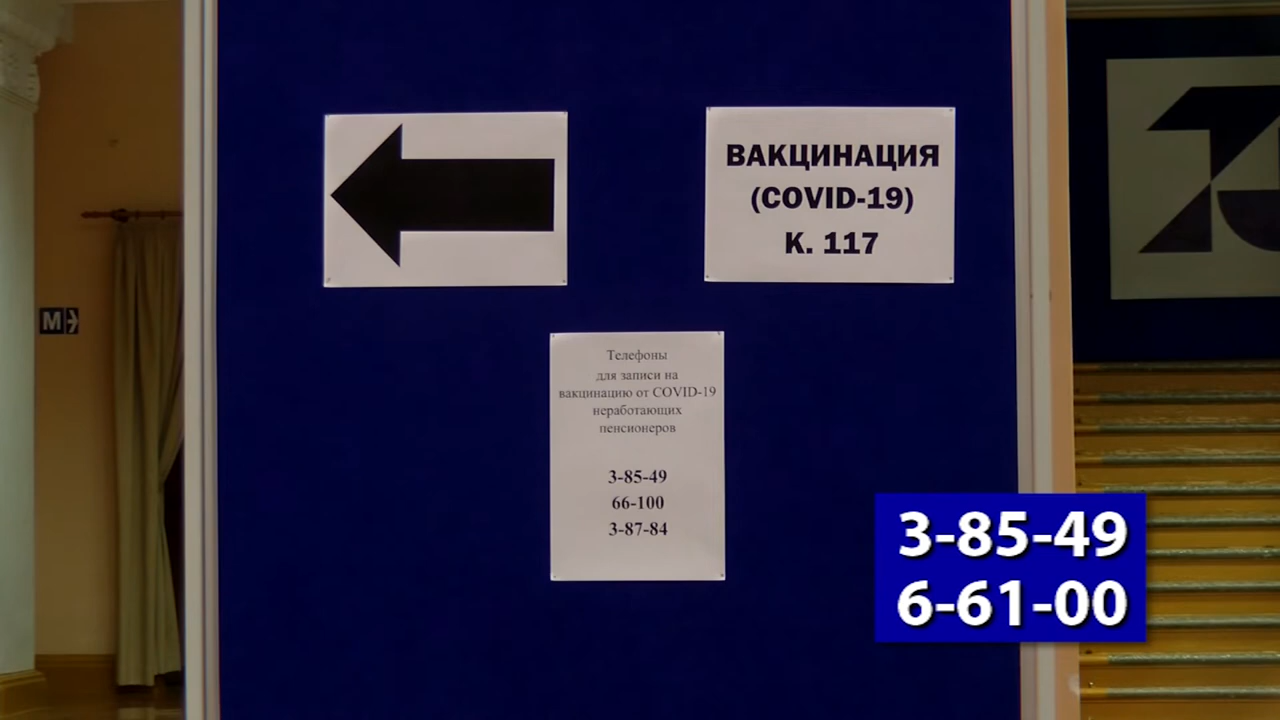 ВАКЦИНАЦИЯ
(COVID-19)
К. 117
М
Телефоны
для записи на
вакцинацию от COVID-19
неработающих
пенсионеров
3-85-49
66-100
3-87-84
3-85-49
6-61-00